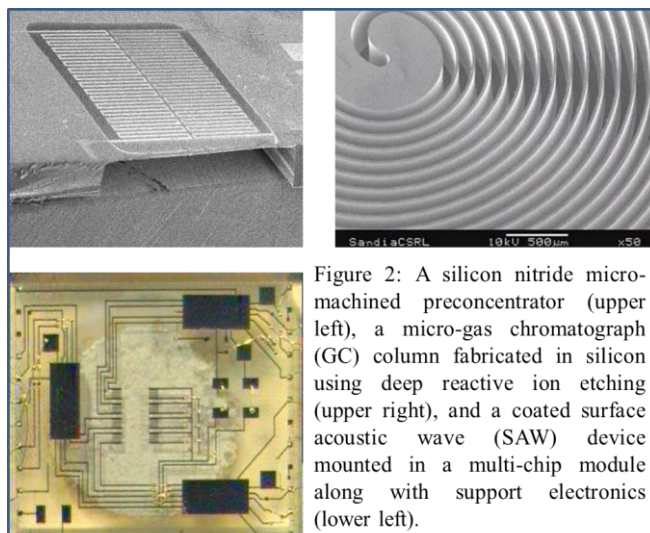 SandiaCSRL 10kV 500µm x50
Figure 2: A silicon nitride micro-
machined preconcentrator (upper
left), a micro-gas chromatograph
(GC) column fabricated in silicon
using deep reactive ion etching
(upper right), and a coated surface
acoustic wave (SAW) device
mounted in a multi-chip module
along with support electronics
(lower left).